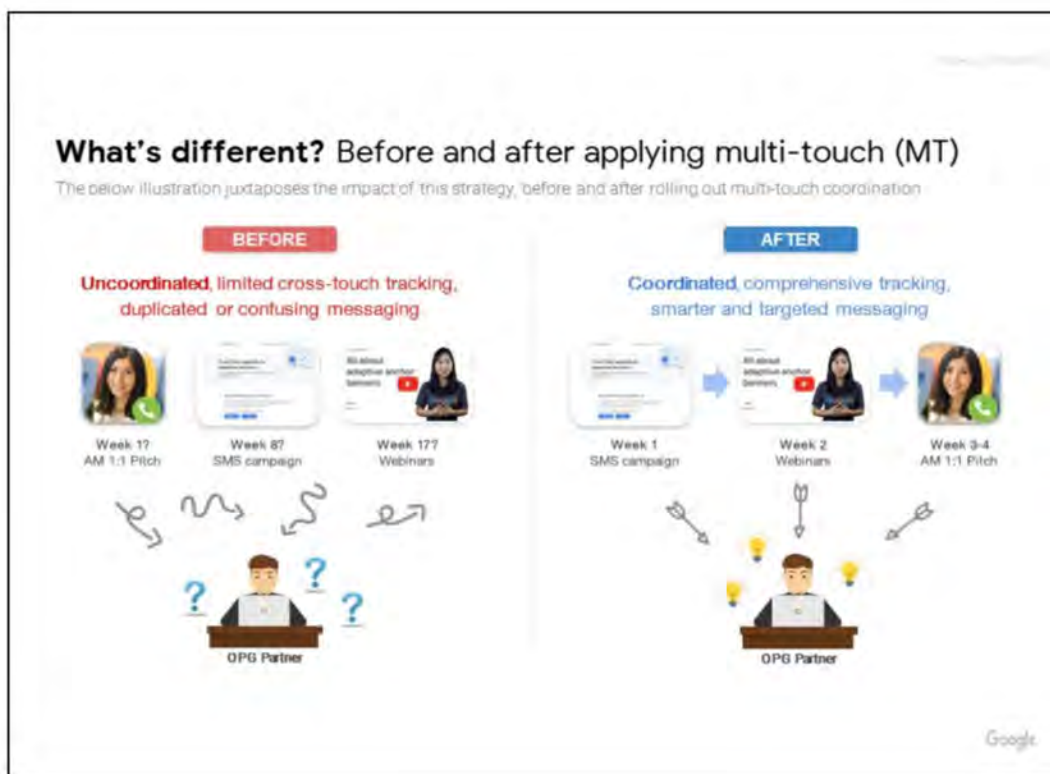 What's different? Before and after applying multi-touch (MT)
The below illustration juxtaposes the impact of this strategy, before and after rolling out multi-touch coordination
BEFORE
Uncoordinated, limited cross-touch tracking,
duplicated or confusing messaging
All about
adaptive anchor
banners
Week 1?
AM 1:1 Pitch
Week 8?
SMS campaign
Week 17?
Webinars
OPG Partner
AFTER
Coordinated, comprehensive tracking,
smarter and targeted messaging
All about
adaptive anchor
banners
Week 1
SMS campaign
Week 2
Webinars
Week 3-4
AM 1:1 Pitch
OPG Partner
Google